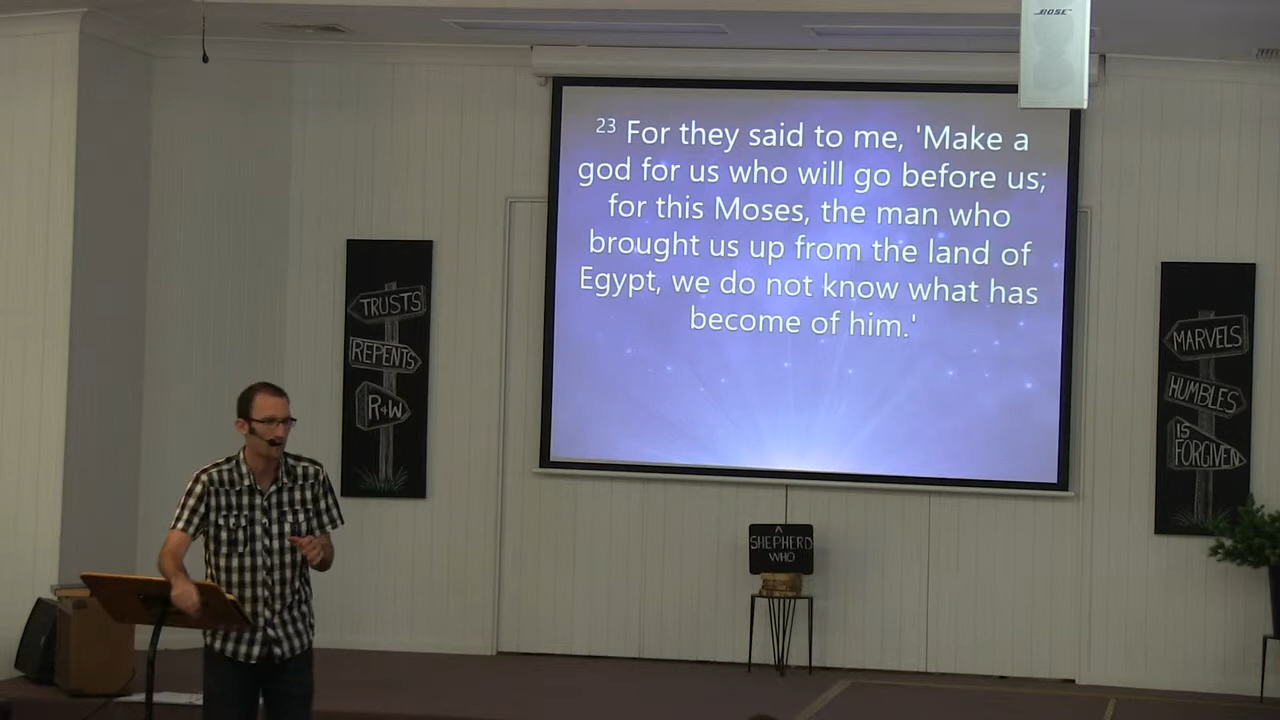 BOSE
23 For they said to me, 'Make a
god for us who will go before us;
for this Moses, the man who
brought us up from the land of
Egypt, we do not know what has
become of him.'
TRUSTS
REPENTS
R+W
MARVELS
HUMBLES
IS
FORGIVEN
A
SHEPHERD
WHO